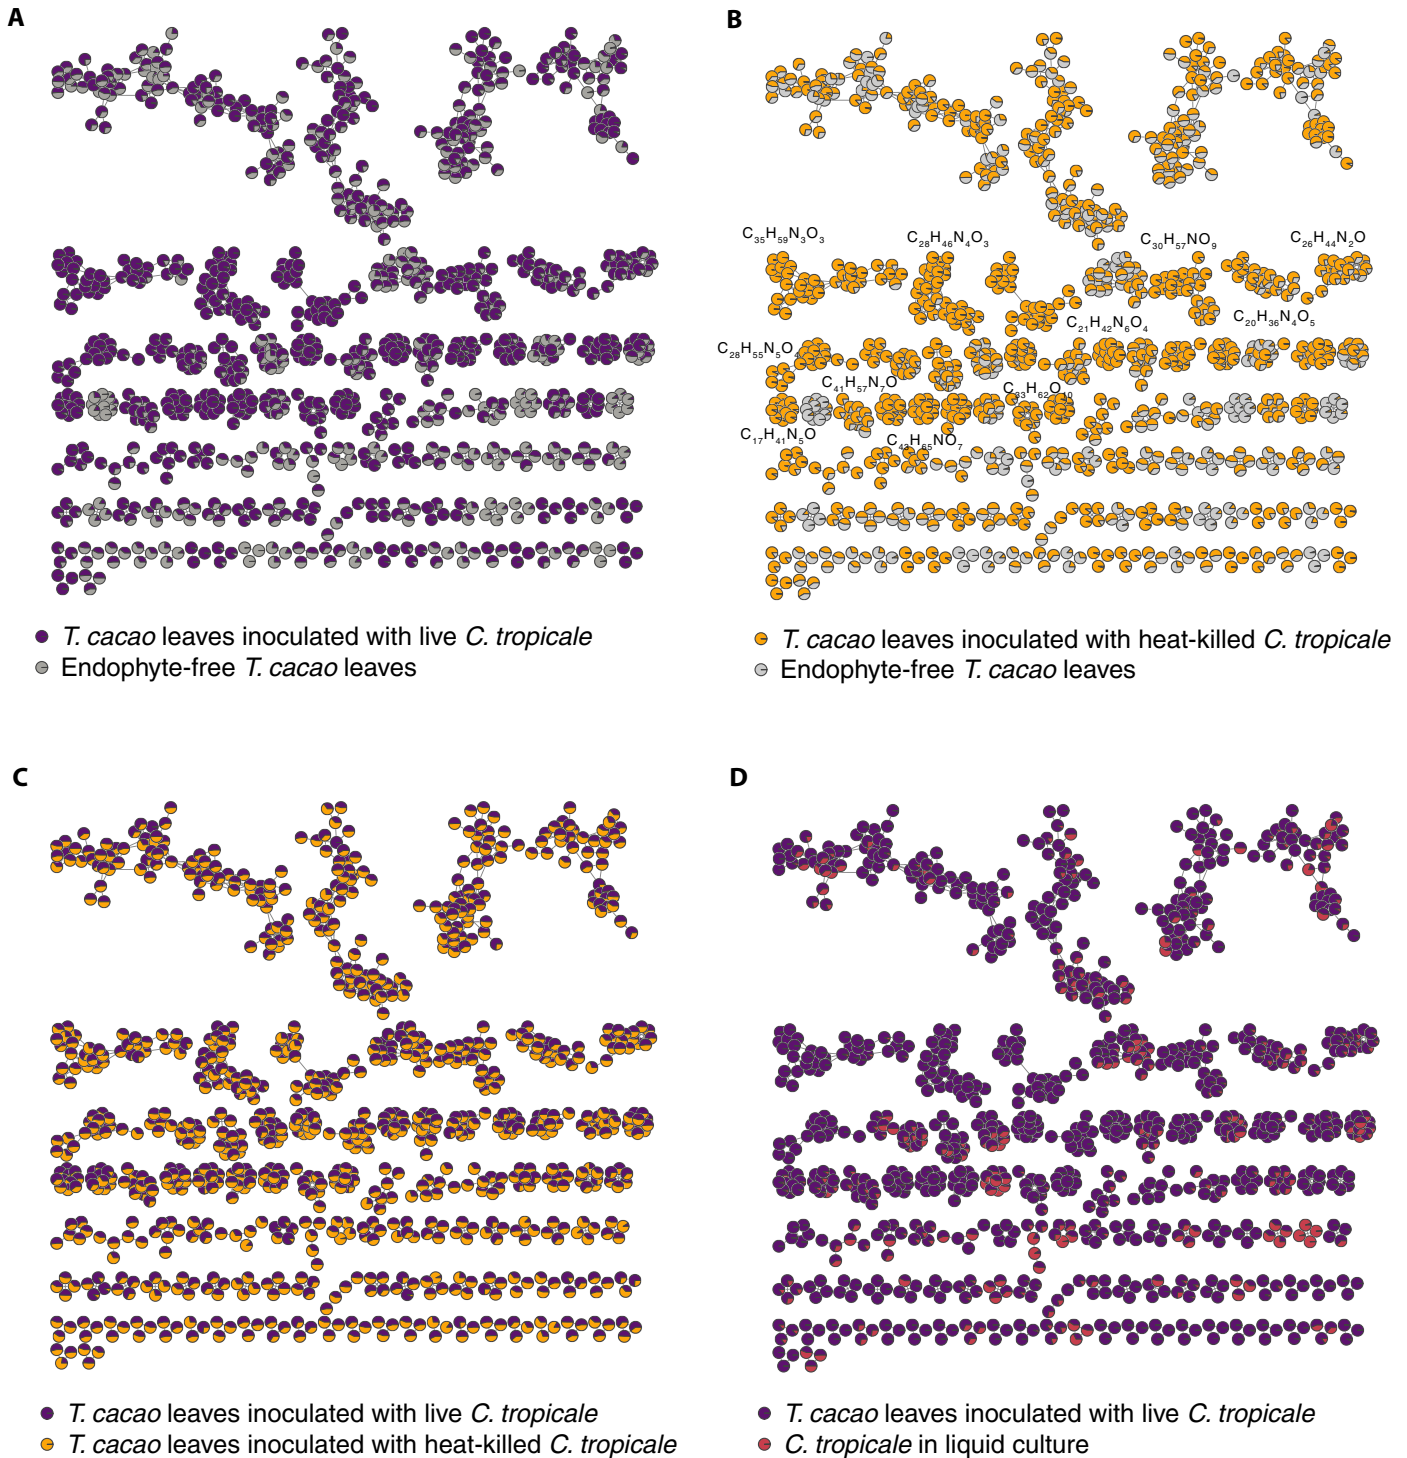 A
B
C₃₅H₅₉N₃O₃
C₂₈H₄₆N₄O₃
C₃₀H₅₇NO₉
C₂₆H₄₄N₂O
C₂₁H₄₂N₆O₄
C₂₀H₃₆N₄O₅
C₂₈H₅₅N₅O₄
C₄₁H₅₇N₇O
C₃₃H₆₂O₁₀
C₁₇H₄₁N₅O
C₄₃H₆₅NO₇
T. cacao leaves inoculated with live C. tropicale
Endophyte-free T. cacao leaves
T. cacao leaves inoculated with heat-killed C. tropicale
Endophyte-free T. cacao leaves
C
D
T. cacao leaves inoculated with live C. tropicale
T. cacao leaves inoculated with heat-killed C. tropicale
T. cacao leaves inoculated with live C. tropicale
C. tropicale in liquid culture